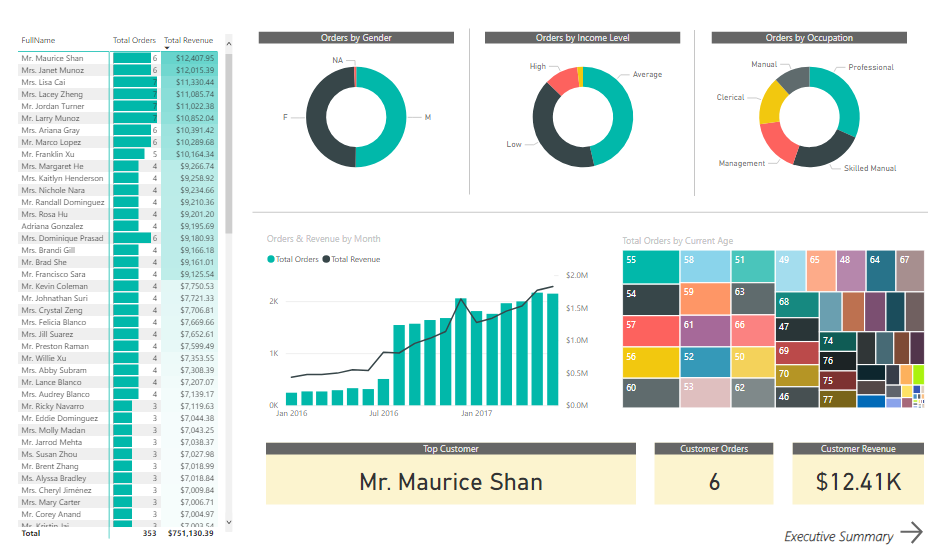 FullName Total Orders Total Revenue
Mr. Maurice Shan 6 $12,407.95
Mrs. Janet Munoz 6 $12,015.39
Mrs. Lisa Cai $11,330.44
Mrs. Lacey Zheng $11,085.74
Mr. Jordan Turner $11,022.38
Mr. Larry Munoz $10,852.04
Mrs. Ariana Gray 6 $10,391.42
Mr. Marco Lopez 6 $10,289.68
Mr. Franklin Xu 5 $10,164.34
Mrs. Margaret He 4 $9,266.74
Mrs. Kaitlyn Henderson 4 $9,258.92
Mrs. Nichole Nara 4 $9,234.66
Mr. Randall Dominguez 4 $9,210.36
Mrs. Rosa Hu 4 $9,201.20
Adriana Gonzalez 4 $9,195.69
Mrs. Dominique Prasad 6 $9,180.93
Mrs. Brandi Gill 4 $9,166.18
Mr. Brad She 4 $9,161.01
Mr. Francisco Sara 4 $9,125.54
Mr. Kevin Coleman 4 $7,750.53
Mr. Johnathan Suri 4 $7,721.33
Mrs. Crystal Zeng 4 $7,706.81
Mrs. Felicia Blanco 4 $7,669.66
Mrs. Jill Suarez 4 $7,652.61
Mr. Preston Raman 4 $7,599.49
Mr. Willie Xu 4 $7,353.55
Mrs. Abby Subram 4 $7,308.39
Mr. Lance Blanco 4 $7,207.07
Mrs. Audrey Blanco 4 $7,139.17
Mr. Ricky Navarro 3 $7,119.63
Mr. Eddie Dominguez 3 $7,044.38
Mrs. Molly Madan 3 $7,043.25
Mr. Jarrod Mehta 3 $7,038.37
Ms. Susan Zhou 3 $7,027.98
Mr. Brent Zhang 3 $7,018.99
Ms. Alyssa Bradley 3 $7,018.84
Mrs. Cheryl Jiménez 3 $7,009.84
Mrs. Mary Carter 3 $7,006.71
Mr. Corey Anand 3 $7,004.97
Ms. Kristin Jai 3 $7,003.54
Total 353 $751,130.39
Orders by Gender
NA
F
M
Orders by Income Level
High
Average
Low
Orders by Occupation
Manual
Professional
Clerical
Management
Skilled Manual
Orders & Revenue by Month
Total Orders Total Revenue
$2.0M
2K
$1.5M
1K
$1.0M
$0.5M
0K
$0.0M
Jan 2016 Jul 2016 Jan 2017
Total Orders by Current Age
55 58 51 49 65 48 64 67
54 59 63 68
57 61 66 47 74
56 52 50 69 76
60 53 62 70 75
46 77
Top Customer
Mr. Maurice Shan
Customer Orders
6
Customer Revenue
$12.41K
Executive Summary